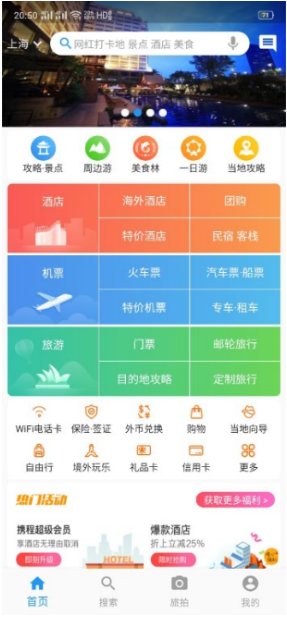 20:50 HD
71
上海
网红打卡地 景点 酒店 美食
攻略·景点 周边游 美食林 一日游 当地攻略
酒店 海外酒店 团购
特价酒店 民宿 客栈
机票 火车票 汽车票·船票
特价机票 专车·租车
旅游 门票 邮轮旅行
目的地攻略 定制旅行
WiFi电话卡 保险·签证 外币兑换 购物 当地向导
自由行 境外玩乐 礼品卡 信用卡 更多
热门活动 获取更多福利 >
携程超级会员 爆款酒店
享酒店无理由取消 折上立减25%
即刻升级 HOTEL 限时抢购
首页 搜索 旅拍 我的